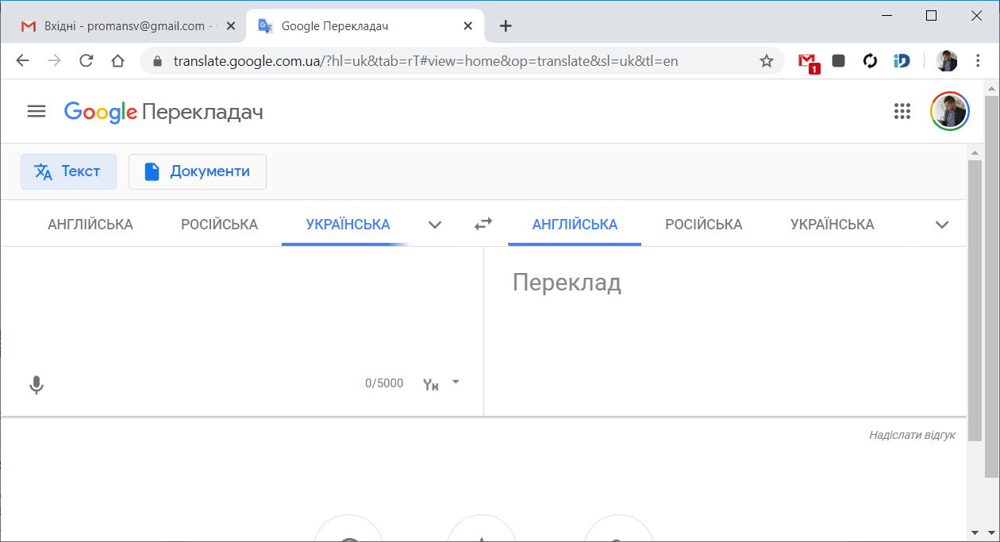 Вхідні - promansv@gmail.com -
Google Перекладач
translate.google.com.ua/?hl=uk&tab=rT#view=home&op=translate&sl=uk&tl=en
1
Google Перекладач
Текст
Документи
АНГЛІЙСЬКА РОСІЙСЬКА УКРАЇНСЬКА АНГЛІЙСЬКА РОСІЙСЬКА УКРАЇНСЬКА
Переклад
0/5000 Ук
Надіслати відгук